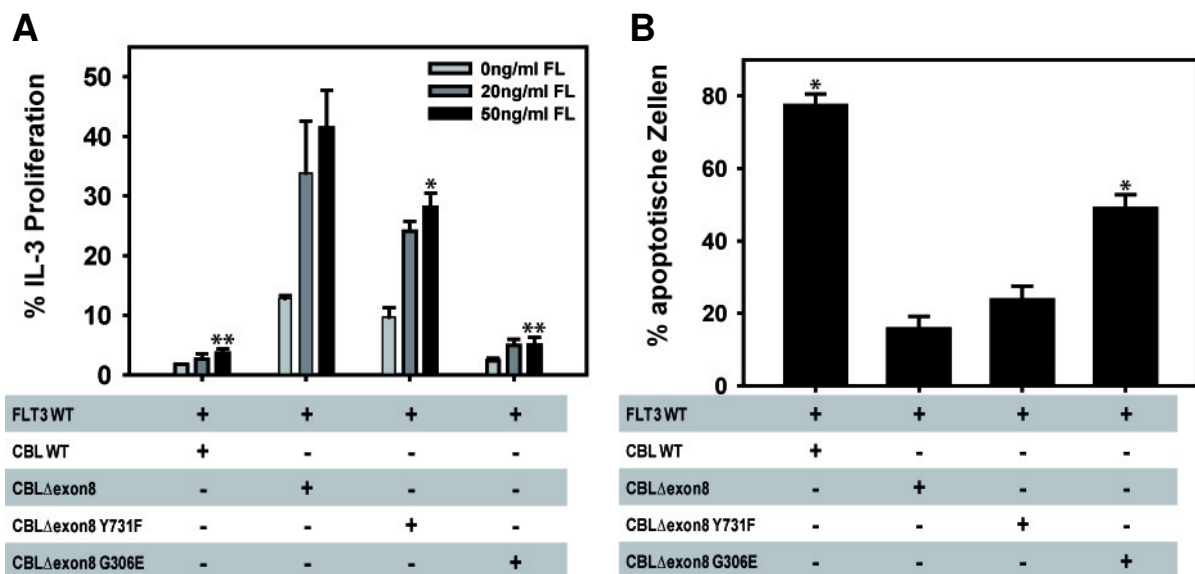 A
% IL-3 Proliferation
50
40
30
20
10
0
0ng/ml FL
20ng/ml FL
50ng/ml FL
**
*
**
FLT3 WT + + + +
CBL WT + - - -
CBLΔexon8 - + - -
CBLΔexon8 Y731F - - + -
CBLΔexon8 G306E - - - +
B
% apoptotische Zellen
80
60
40
20
0
*
*
FLT3 WT + + + +
CBL WT + - - -
CBLΔexon8 - + - -
CBLΔexon8 Y731F - - + -
CBLΔexon8 G306E - - - +